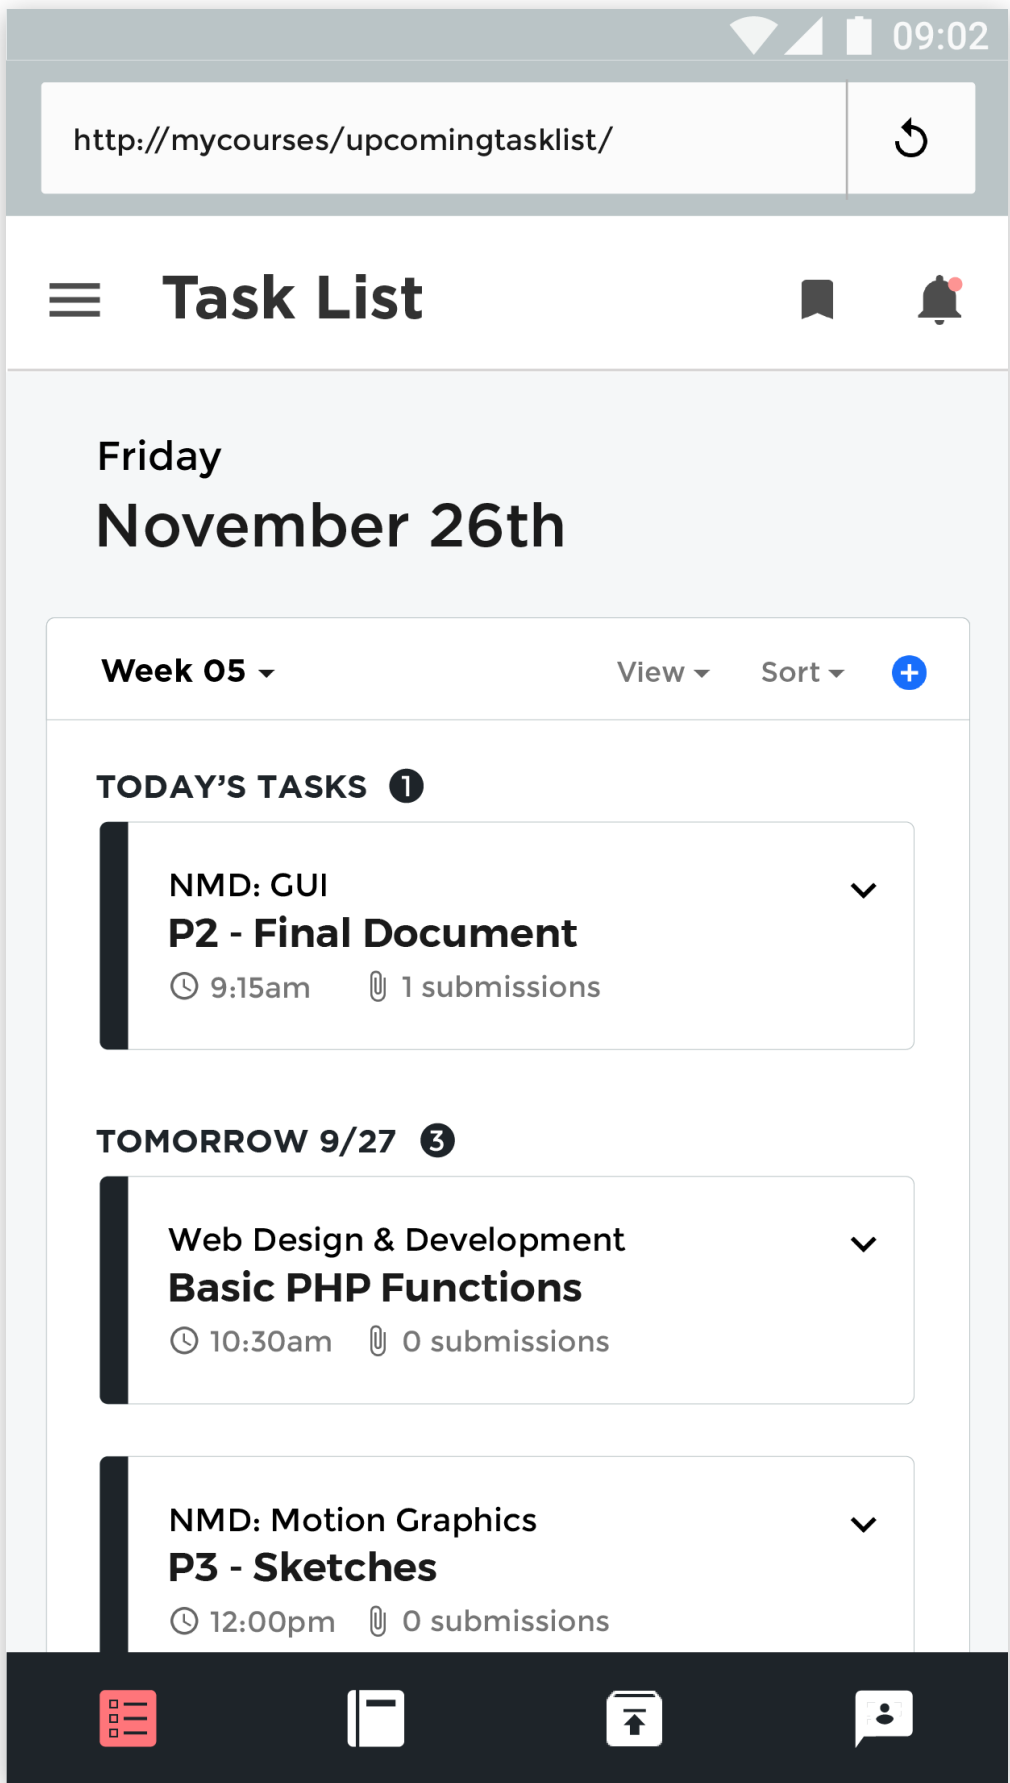 09:02
http://mycourses/upcomingtasklist/
Task List
Friday
November 26th
Week 05 View Sort
TODAY’S TASKS 1
NMD: GUI
P2 - Final Document
9:15am 1 submissions
TOMORROW 9/27 3
Web Design & Development
Basic PHP Functions
10:30am 0 submissions
NMD: Motion Graphics
P3 - Sketches
12:00pm 0 submissions